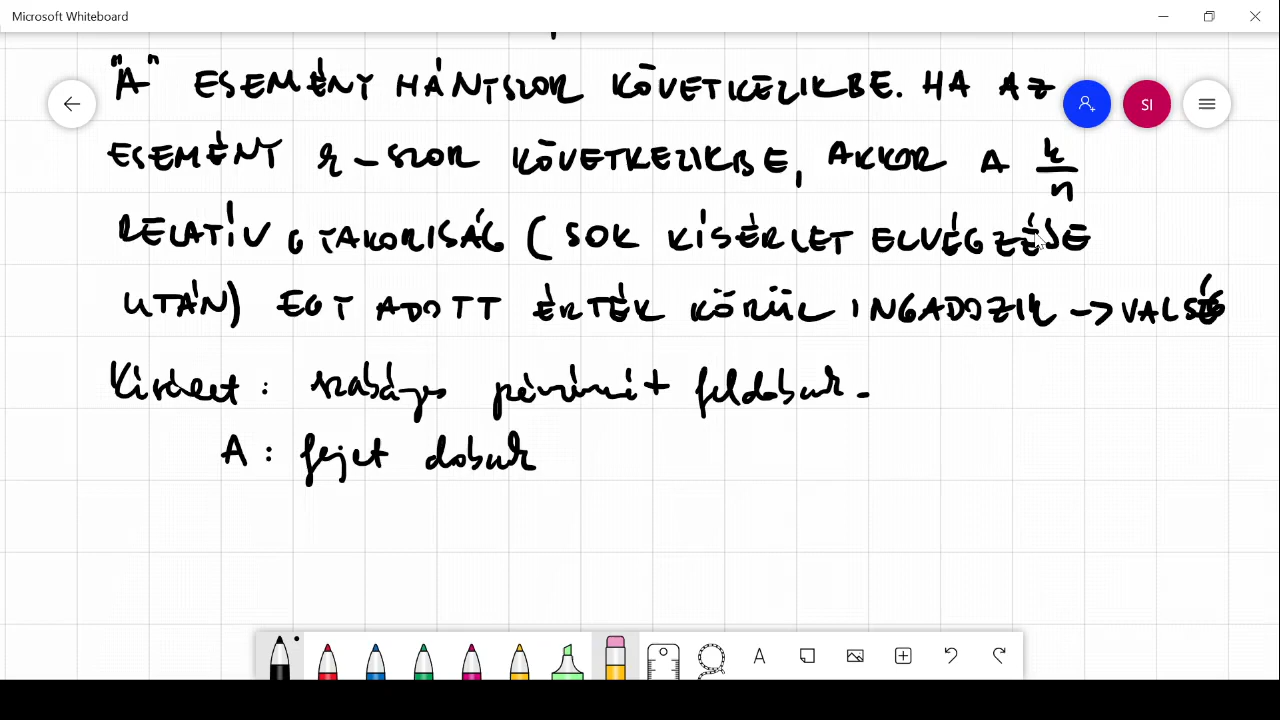 Microsoft Whiteboard
"A" ESEMÉNY HÁNYSZOR KÖVETKEZIK BE. HA AZ
SI
ESEMÉNY k-SZOR KÖVETKEZIK BE, AKKOR A k/n
RELATÍV GYAKORISÁG (SOK KÍSÉRLET ELVÉGZÉSE
UTÁN) EGY ADOTT ÉRTÉK KÖRÜL INGADOZIK → VALSÉG
Kísérlet: szabályos pénzérmét feldobunk.
A: fejet dobunk